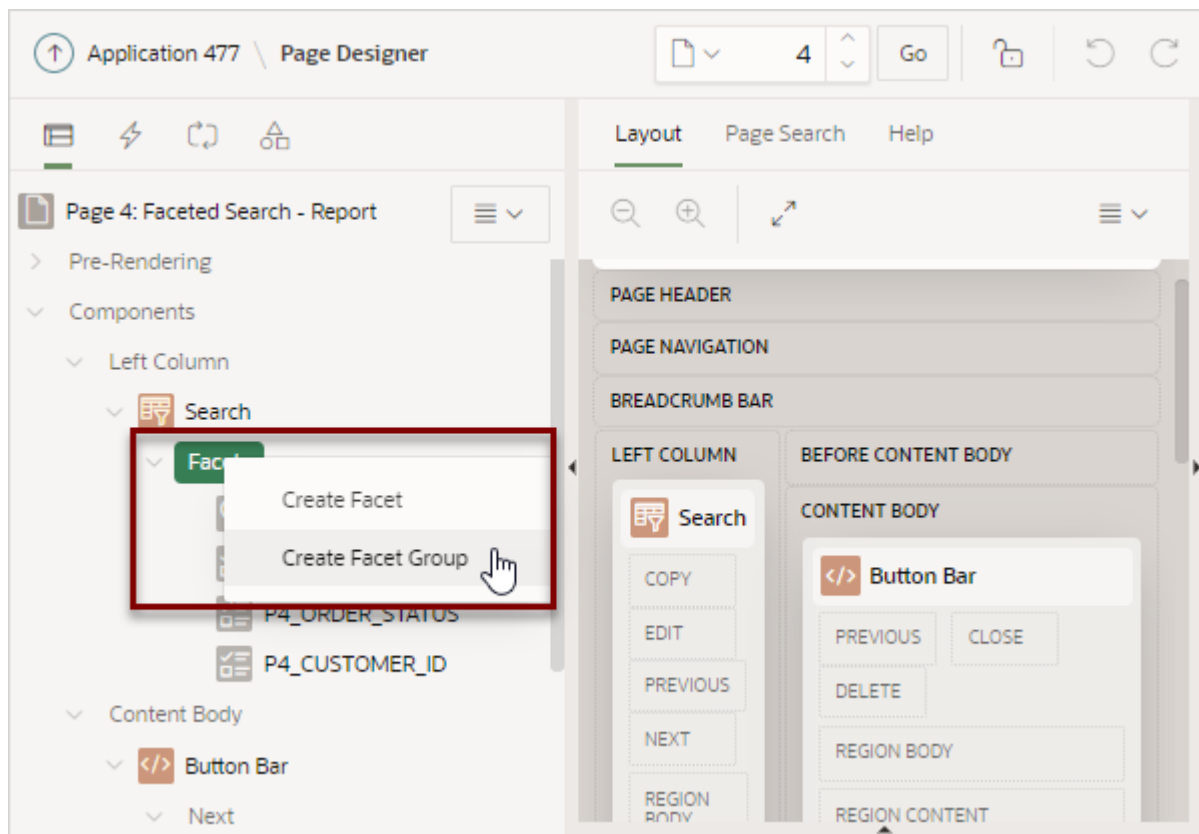 Application 477 \ Page Designer
4
Go
Layout
Page Search
Help
Page 4: Faceted Search - Report
Pre-Rendering
Components
Left Column
Search
Create Facet
Create Facet Group
P4_ORDER_STATUS
P4_CUSTOMER_ID
Content Body
Button Bar
Next
PAGE HEADER
PAGE NAVIGATION
BREADCRUMB BAR
LEFT COLUMN
Search
COPY
EDIT
PREVIOUS
NEXT
REGION
BODY
BEFORE CONTENT BODY
CONTENT BODY
</> Button Bar
PREVIOUS
CLOSE
DELETE
REGION BODY
REGION CONTENT